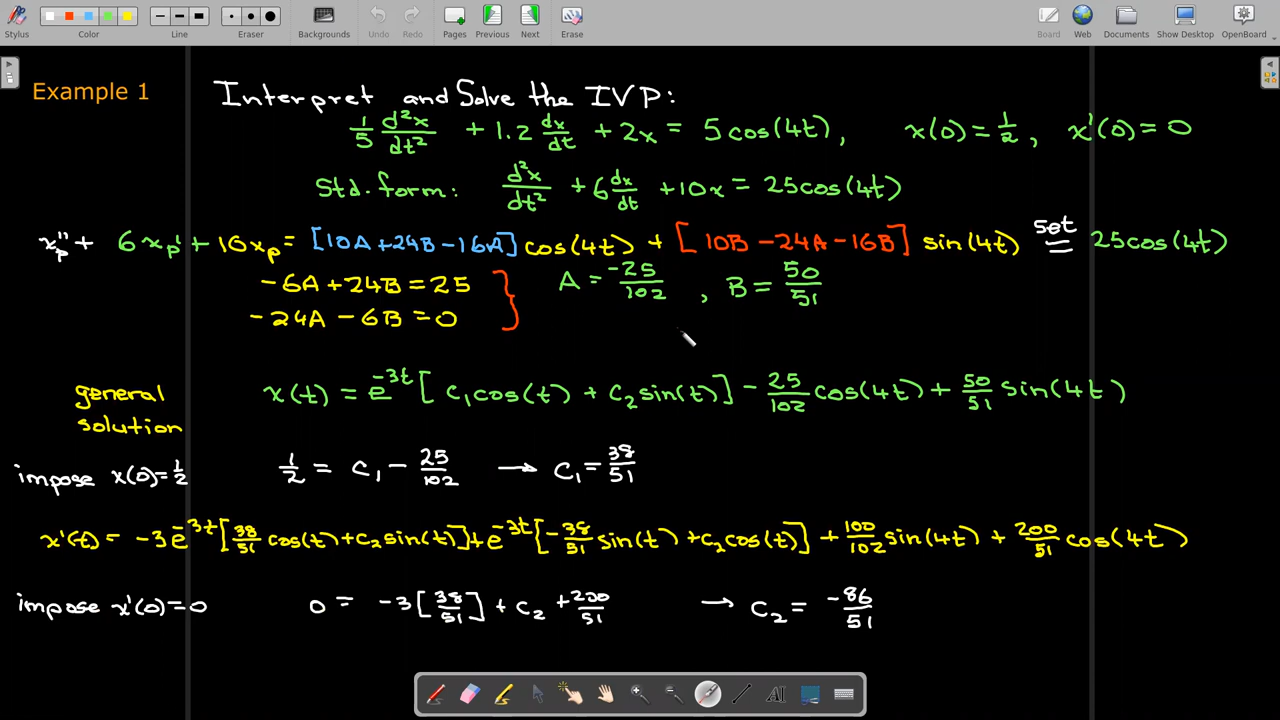 Stylus Color Line Eraser Backgrounds Undo Redo Pages Previous Next Erase Board Web Documents Show Desktop OpenBoard
Example 1 Interpret and Solve the IVP:
1/5 d²x/dt² + 1.2 dx/dt + 2x = 5cos(4t), x(0) = 1/2, x'(0) = 0
Std. form: d²x/dt² + 6 dx/dt + 10x = 25cos(4t)
xₚ'' + 6xₚ' + 10xₚ = [10A + 24B - 16A] cos(4t) + [10B - 24A - 16B] sin(4t) set = 25cos(4t)
-6A + 24B = 25
-24A - 6B = 0 } A = -25/102, B = 50/51
general solution x(t) = e^-3t [c₁cos(t) + c₂sin(t)] - 25/102 cos(4t) + 50/51 sin(4t)
impose x(0) = 1/2 1/2 = c₁ - 25/102 → c₁ = 38/51
x'(t) = -3e^-3t [38/51 cos(t) + c₂sin(t)] + e^-3t [-38/51 sin(t) + c₂cos(t)] + 100/102 sin(4t) + 200/51 cos(4t)
impose x'(0) = 0 0 = -3[38/51] + c₂ + 200/51 → c₂ = -86/51
AI